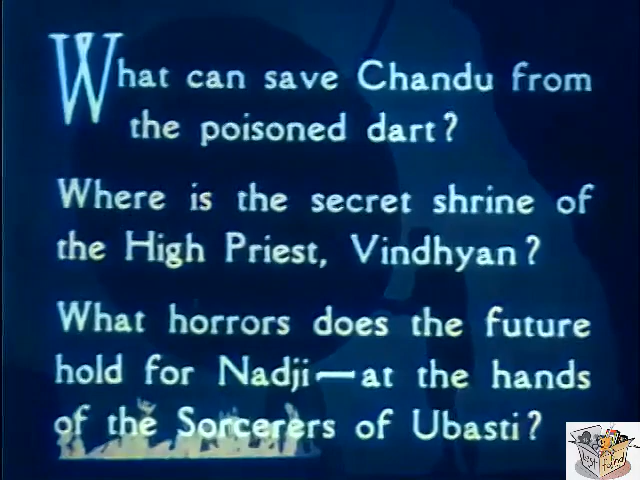 What can save Chandu from
the poisoned dart?
Where is the secret shrine of
the High Priest, Vindhyan?
What horrors does the future
hold for Nadji—at the hands
of the Sorcerers of Ubasti?